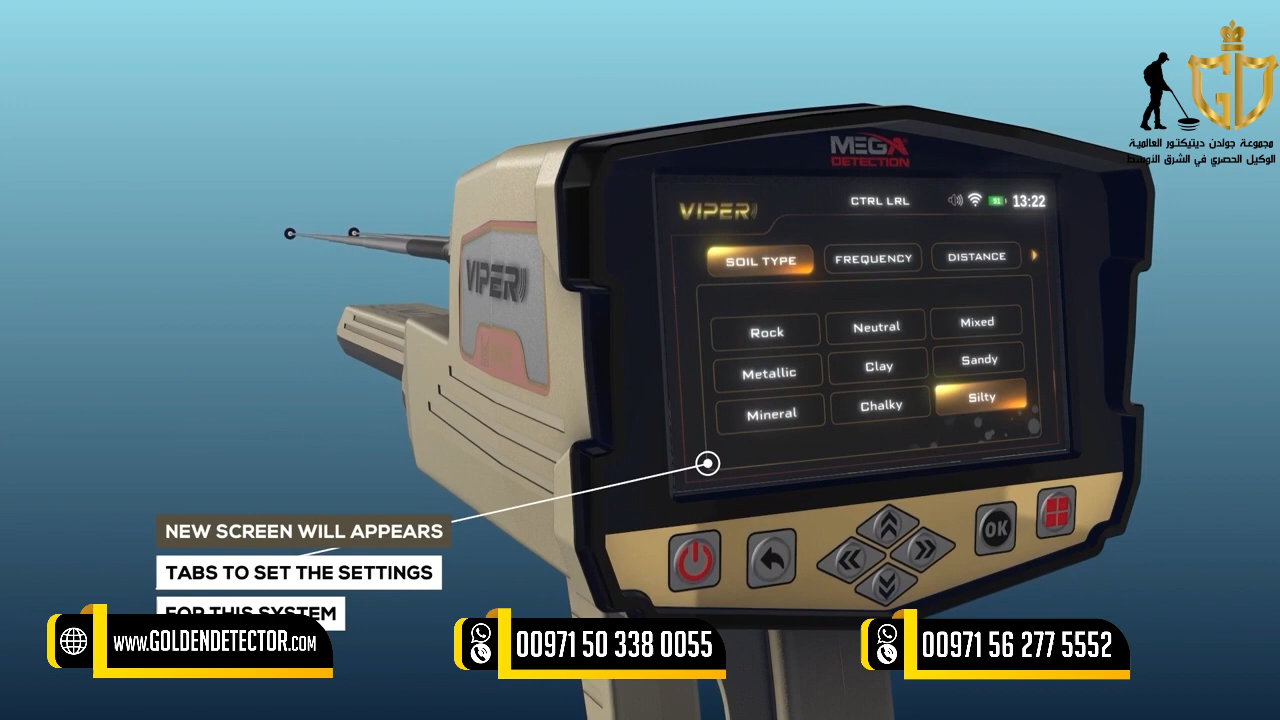 مجموعة جولدن ديتيكتور العالمية
الوكيل الحصري في الشرق الأوسط
MEGA
DETECTION
VIPER
CTRL LRL
91
13:22
SOIL TYPE
FREQUENCY
DISTANCE
Rock
Neutral
Mixed
Metallic
Clay
Sandy
Mineral
Chalky
Silty
VIPER
OK
NEW SCREEN WILL APPEARS
TABS TO SET THE SETTINGS
FOR THIS SYSTEM
www.GOLDENDETECTOR.com
00971 50 338 0055
00971 56 277 5552